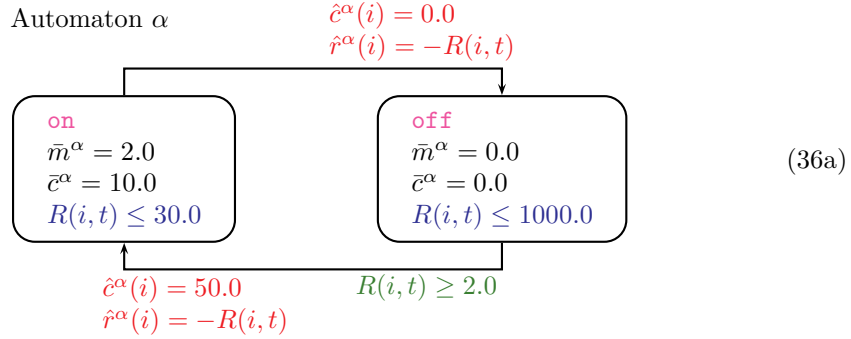 Automaton α
ĉ^α(i) = 0.0
r̂^α(i) = −R(i, t)
on
m̄^α = 2.0
c̄^α = 10.0
R(i, t) ≤ 30.0
off
m̄^α = 0.0
c̄^α = 0.0
R(i, t) ≤ 1000.0
(36a)
ĉ^α(i) = 50.0
r̂^α(i) = −R(i, t)
R(i, t) ≥ 2.0